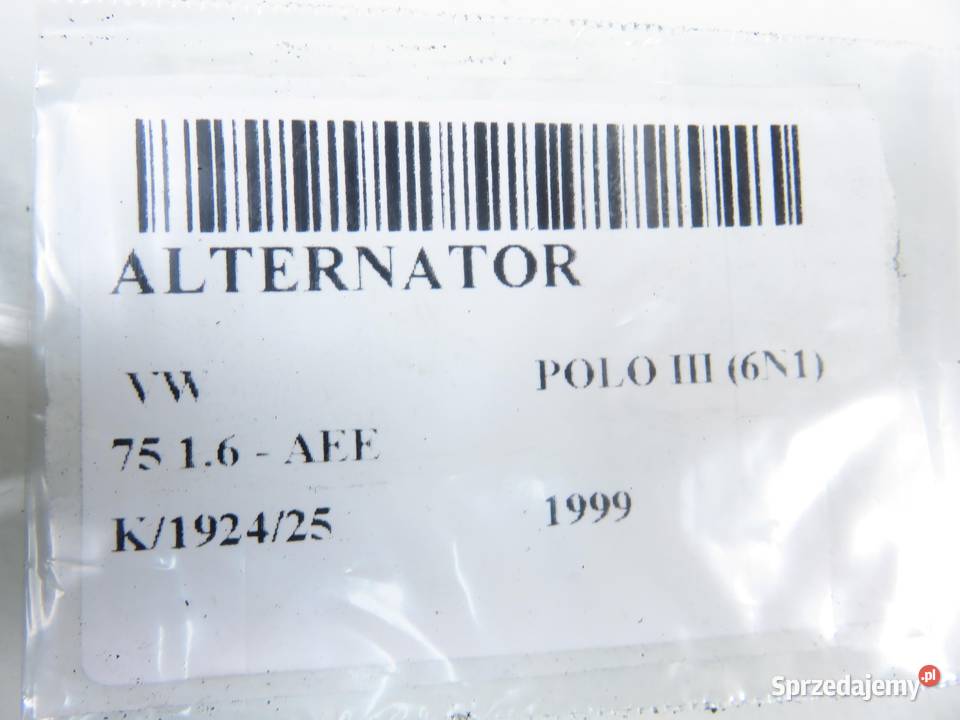 ALTERNATOR
VW POLO III (6N1)
75 1.6 - AEE
K/1924/25 1999
Sprzedajemy.pl